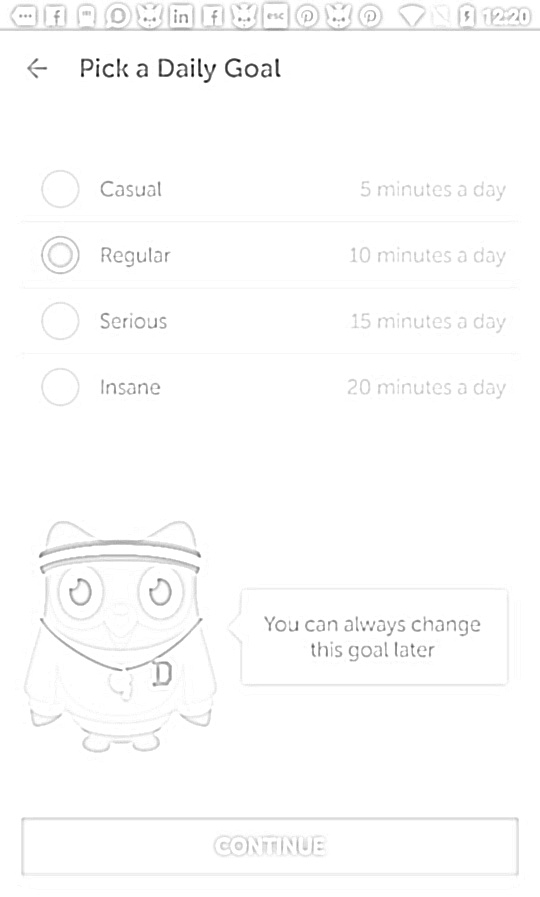 12:20
Pick a Daily Goal
Casual 5 minutes a day
Regular 10 minutes a day
Serious 15 minutes a day
Insane 20 minutes a day
You can always change
this goal later
D
CONTINUE